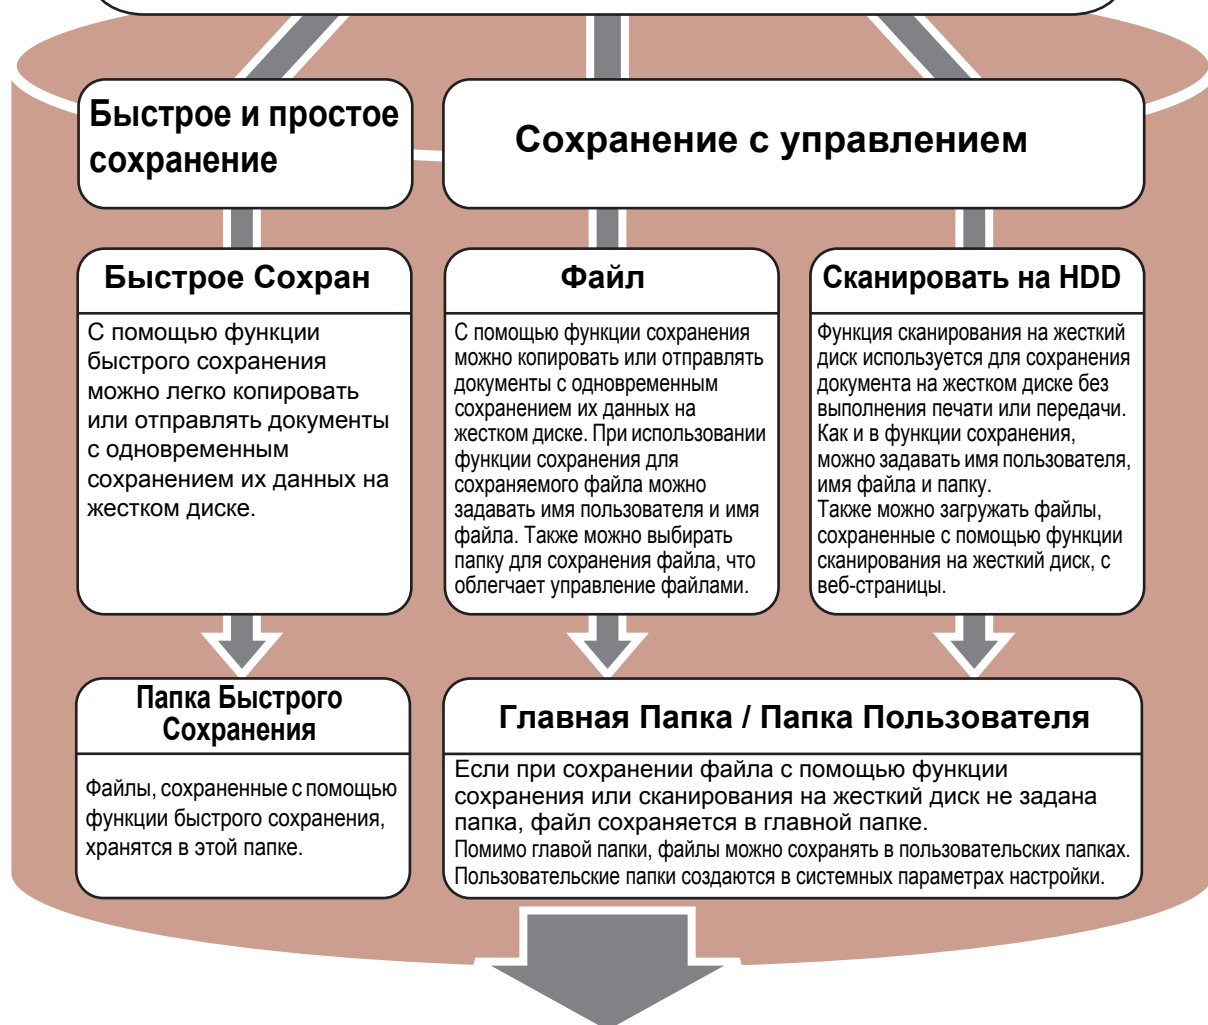 Быстрое и простое
сохранение
Сохранение с управлением
Быстрое Сохран
С помощью функции
быстрого сохранения
можно легко копировать
или отправлять документы
с одновременным
сохранением их данных на
жестком диске.
Файл
С помощью функции сохранения
можно копировать или отправлять
документы с одновременным
сохранением их данных на
жестком диске. При использовании
функции сохранения для
сохраняемого файла можно
задавать имя пользователя и имя
файла. Также можно выбирать
папку для сохранения файла, что
облегчает управление файлами.
Сканировать на HDD
Функция сканирования на жесткий
диск используется для сохранения
документа на жестком диске без
выполнения печати или передачи.
Как и в функции сохранения,
можно задавать имя пользователя,
имя файла и папку.
Также можно загружать файлы,
сохраненные с помощью функции
сканирования на жесткий диск, с
веб-страницы.
Папка Быстрого
Сохранения
Файлы, сохраненные с помощью
функции быстрого сохранения,
хранятся в этой папке.
Главная Папка / Папка Пользователя
Если при сохранении файла с помощью функции
сохранения или сканирования на жесткий диск не задана
папка, файл сохраняется в главной папке.
Помимо главой папки, файлы можно сохранять в пользовательских папках.
Пользовательские папки создаются в системных параметрах настройки.